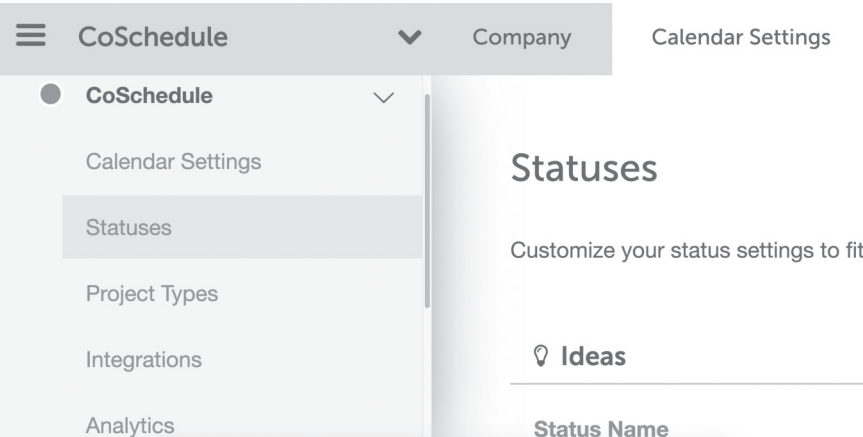 CoSchedule
Company
Calendar Settings
CoSchedule
Calendar Settings
Statuses
Project Types
Integrations
Analytics
Statuses
Customize your status settings to fit
Ideas
Status Name